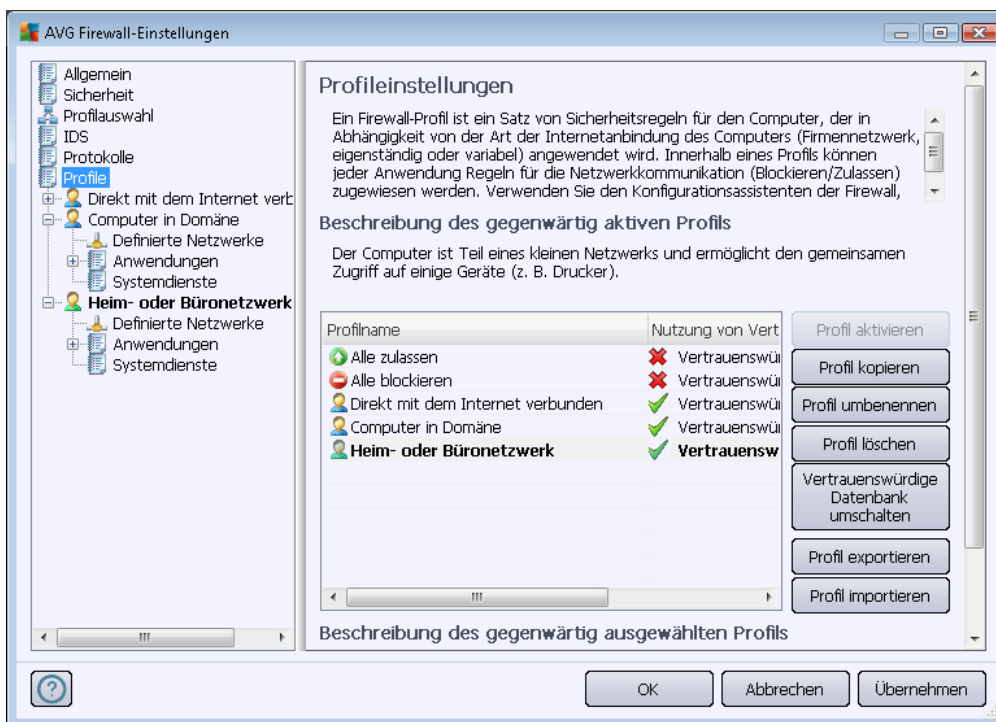 AVG Firewall-Einstellungen
Allgemein
Sicherheit
Profilauswahl
IDS
Protokolle
Profile
Direkt mit dem Internet verb
Computer in Domäne
Definierte Netzwerke
Anwendungen
Systemdienste
Heim- oder Büronetzwerk
Definierte Netzwerke
Anwendungen
Systemdienste
Profileinstellungen
Ein Firewall-Profil ist ein Satz von Sicherheitsregeln für den Computer, der in
Abhängigkeit von der Art der Internetanbindung des Computers (Firmennetzwerk,
eigenständig oder variabel) angewendet wird. Innerhalb eines Profils können
jeder Anwendung Regeln für die Netzwerkkommunikation (Blockieren/Zulassen)
zugewiesen werden. Verwenden Sie den Konfigurationsassistenten der Firewall,
Beschreibung des gegenwärtig aktiven Profils
Der Computer ist Teil eines kleinen Netzwerks und ermöglicht den gemeinsamen
Zugriff auf einige Geräte (z. B. Drucker).
Profilname Nutzung von Vert
Alle zulassen Vertrauenswü
Alle blockieren Vertrauenswü
Direkt mit dem Internet verbunden Vertrauenswü
Computer in Domäne Vertrauenswü
Heim- oder Büronetzwerk Vertrauensw
Profil aktivieren
Profil kopieren
Profil umbenennen
Profil löschen
Vertrauenswürdige
Datenbank
umschalten
Profil exportieren
Profil importieren
Beschreibung des gegenwärtig ausgewählten Profils
OK
Abbrechen
Übernehmen